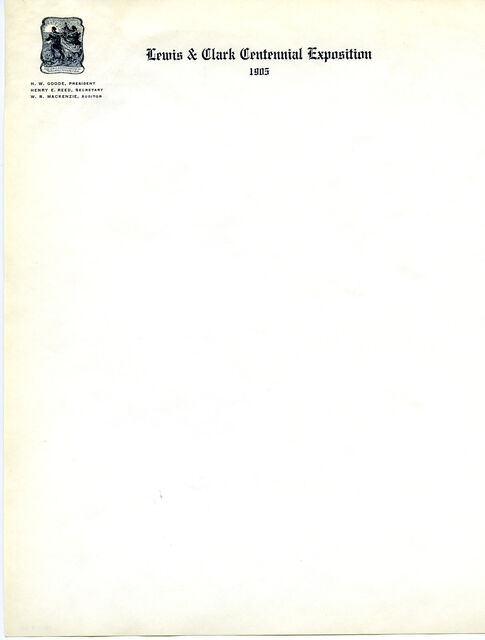 Lewis & Clark Centennial Exposition
1905
H. W. GOODE, PRESIDENT
HENRY E. REED, SECRETARY
W. R. MACKENZIE, AUDITOR